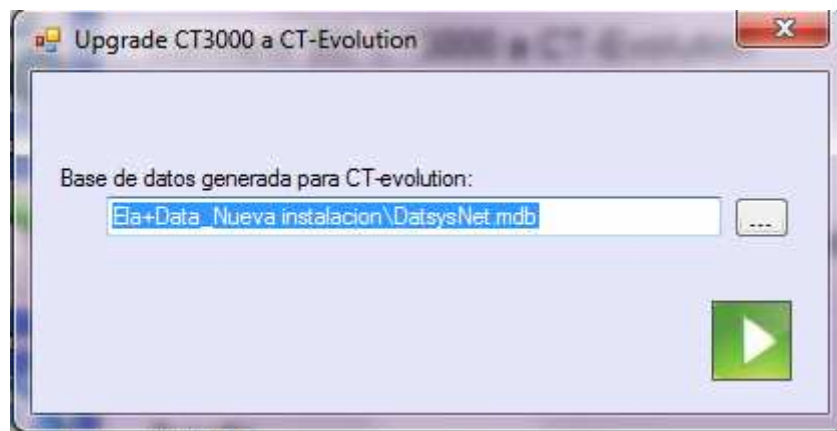 Upgrade CT3000 a CT-Evolution
Base de datos generada para CT-evolution:
Ela+Data_Nueva instalacion\DatsysNet.mdb
...